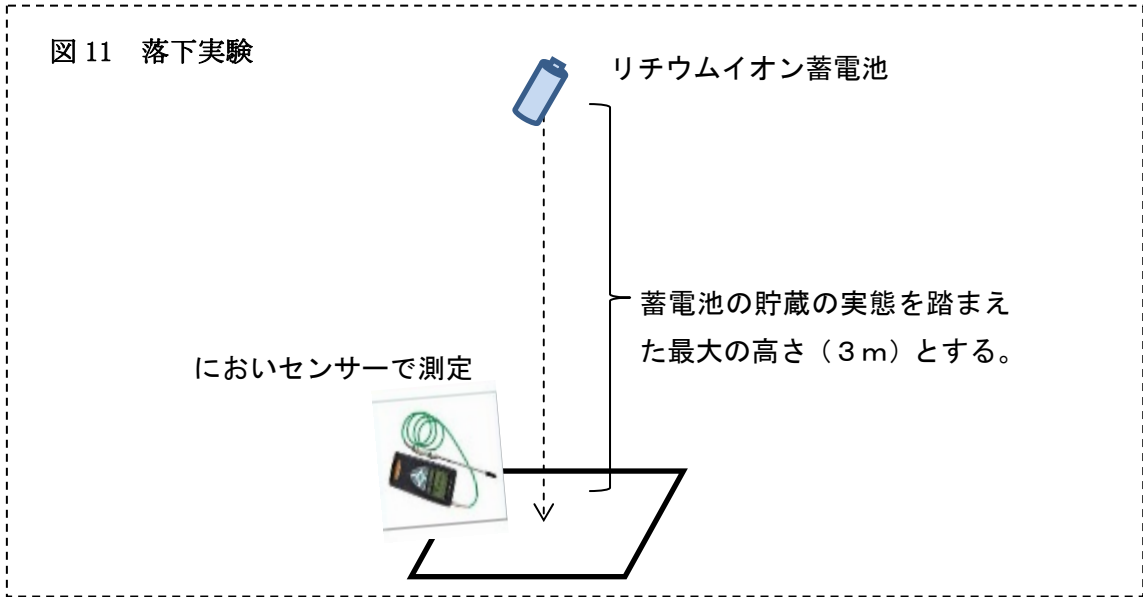 図 11 落下実験
リチウムイオン蓄電池
蓄電池の貯蔵の実態を踏まえ
た最大の高さ（３ｍ）とする。
においセンサーで測定